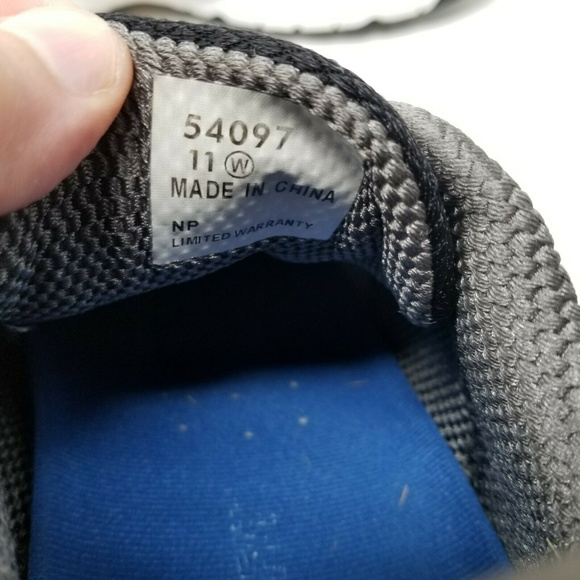 54097
11 W
MADE IN CHINA
NP
LIMITED WARRANTY